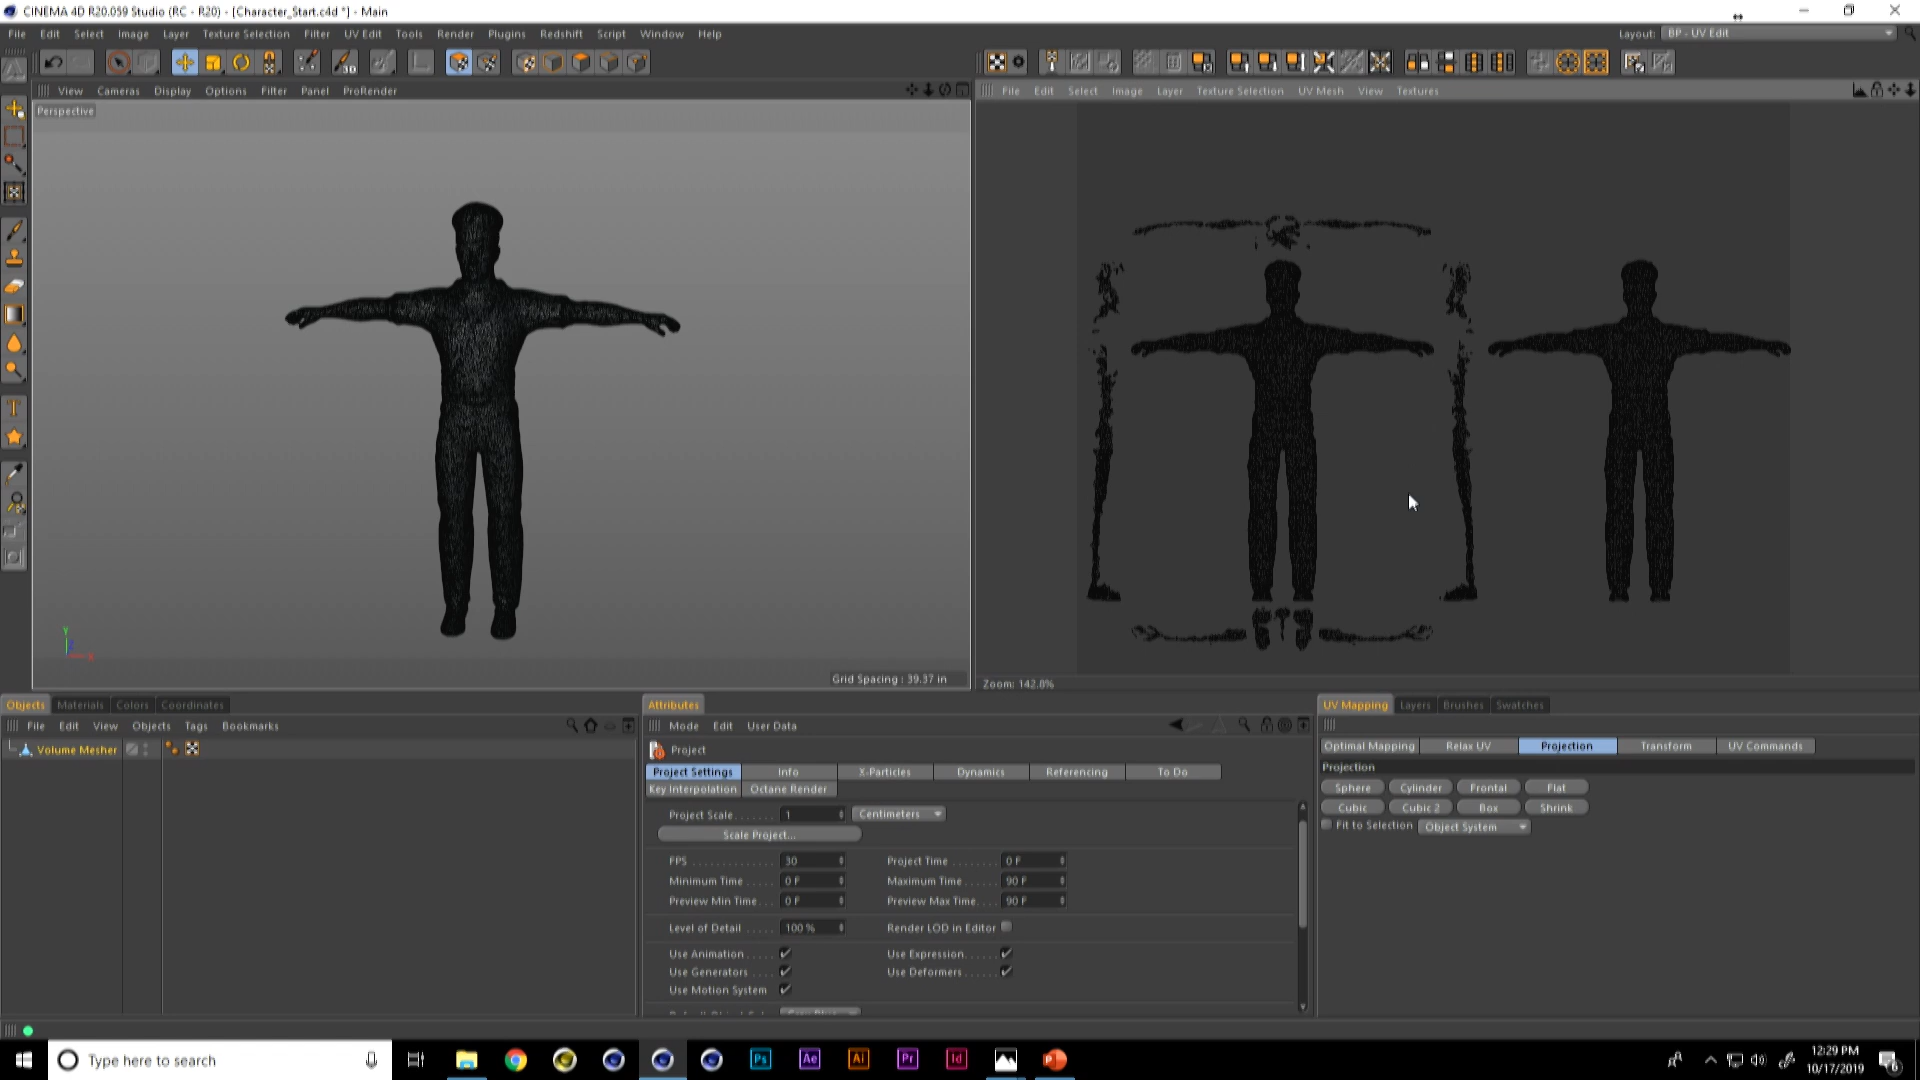 CINEMA 4D R20.059 Studio (RC - R20) - [Character_Start.c4d *] - Main
File Edit Select Image Layer Texture Selection Filter UV Edit Tools Render Plugins Redshift Script Window Help
Layout: BP - UV Edit
View Cameras Display Options Filter Panel ProRender
File Edit Select Image Layer Texture Selection UV Mesh View Textures
Perspective
Y
X
Grid Spacing : 39.37 in
Zoom: 142.8%
Objects Materials Colors Coordinates
File Edit View Objects Tags Bookmarks
Volume Mesher
Attributes
Mode Edit User Data
Project
Project Settings Info X-Particles Dynamics Referencing To Do
Key Interpolation Octane Render
Project Scale....... 1 Centimeters
Scale Project...
FPS 30 Project Time 0 F
Minimum Time 0 F Maximum Time 90 F
Preview Min Time 0 F Preview Max Time 90 F
Level of Detail 100 % Render LOD in Editor
Use Animation Use Expression
Use Generators Use Deformers
Use Motion System
UV Mapping Layers Brushes Swatches
Optimal Mapping Relax UV Projection Transform UV Commands
Projection
Sphere Cylinder Frontal Flat
Cubic Cubic 2 Box Shrink
Fit to Selection Object System
Type here to search
Ps Ae Ai Pr Id
12:29 PM
10/17/2019
6